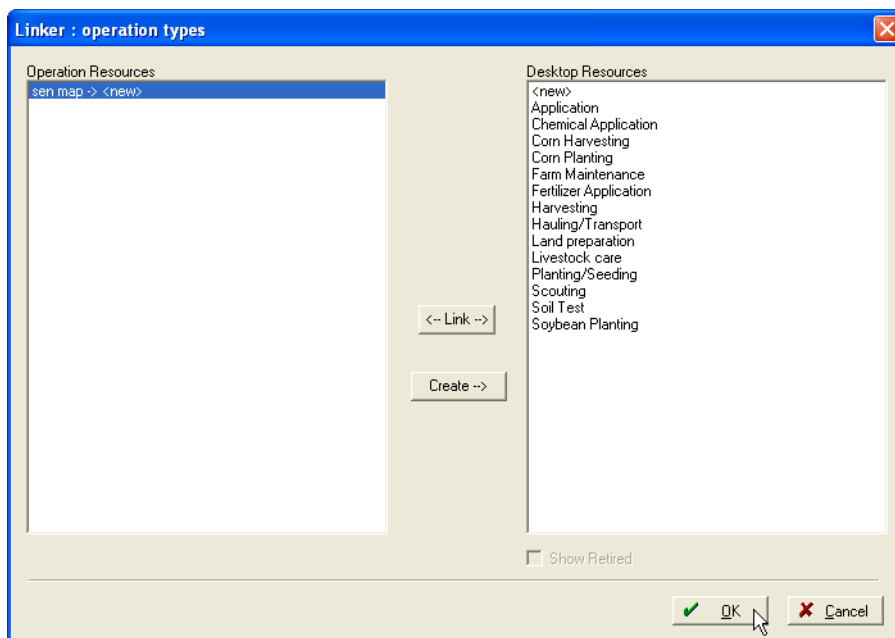 Linker : operation types
Operation Resources
sen map -> <new>
<-- Link -->
Create -->
Desktop Resources
<new>
Application
Chemical Application
Corn Harvesting
Corn Planting
Farm Maintenance
Fertilizer Application
Harvesting
Hauling/Transport
Land preparation
Livestock care
Planting/Seeding
Scouting
Soil Test
Soybean Planting
Show Retired
OK
Cancel